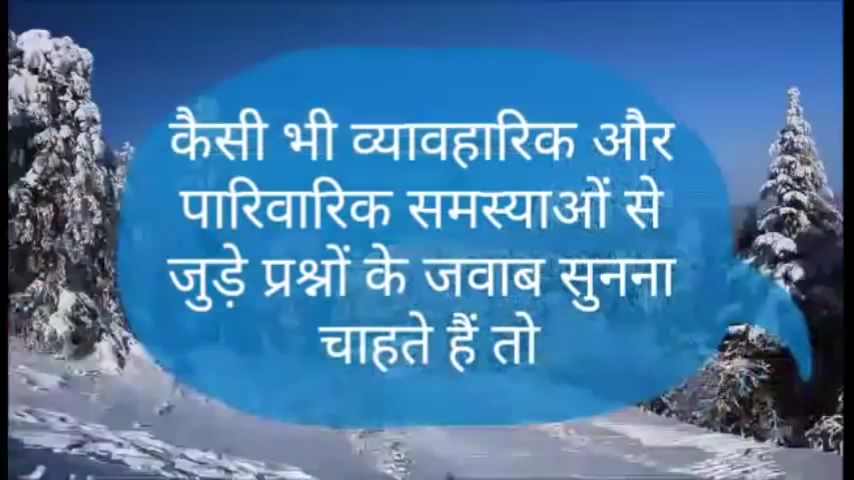 कैसी भी व्यावहारिक और
पारिवारिक समस्याओं से
जुड़े प्रश्नों के जवाब सुनना
चाहते हैं तो